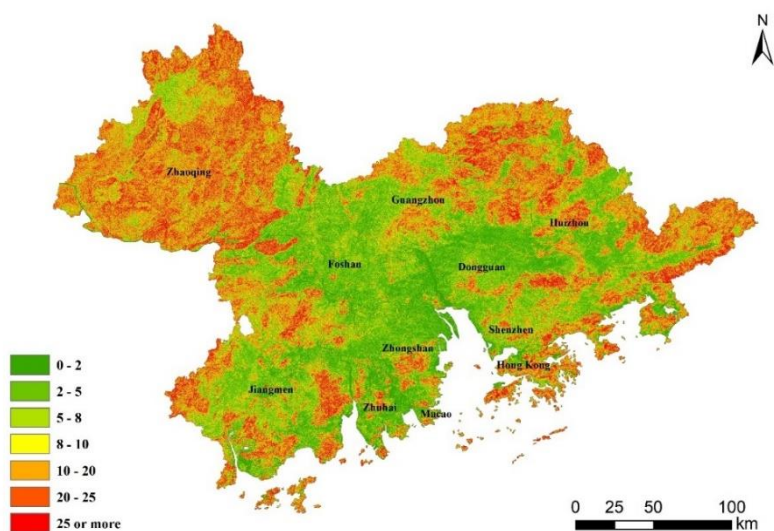 N
Zhaoqing
Guangzhou
Huizhou
Foshan
Dongguan
Shenzhen
Zhongshan
Hong Kong
Jiangmen
Zhuhai
Macao
0 - 2
2 - 5
5 - 8
8 - 10
10 - 20
20 - 25
25 or more
0 25 50 100
km